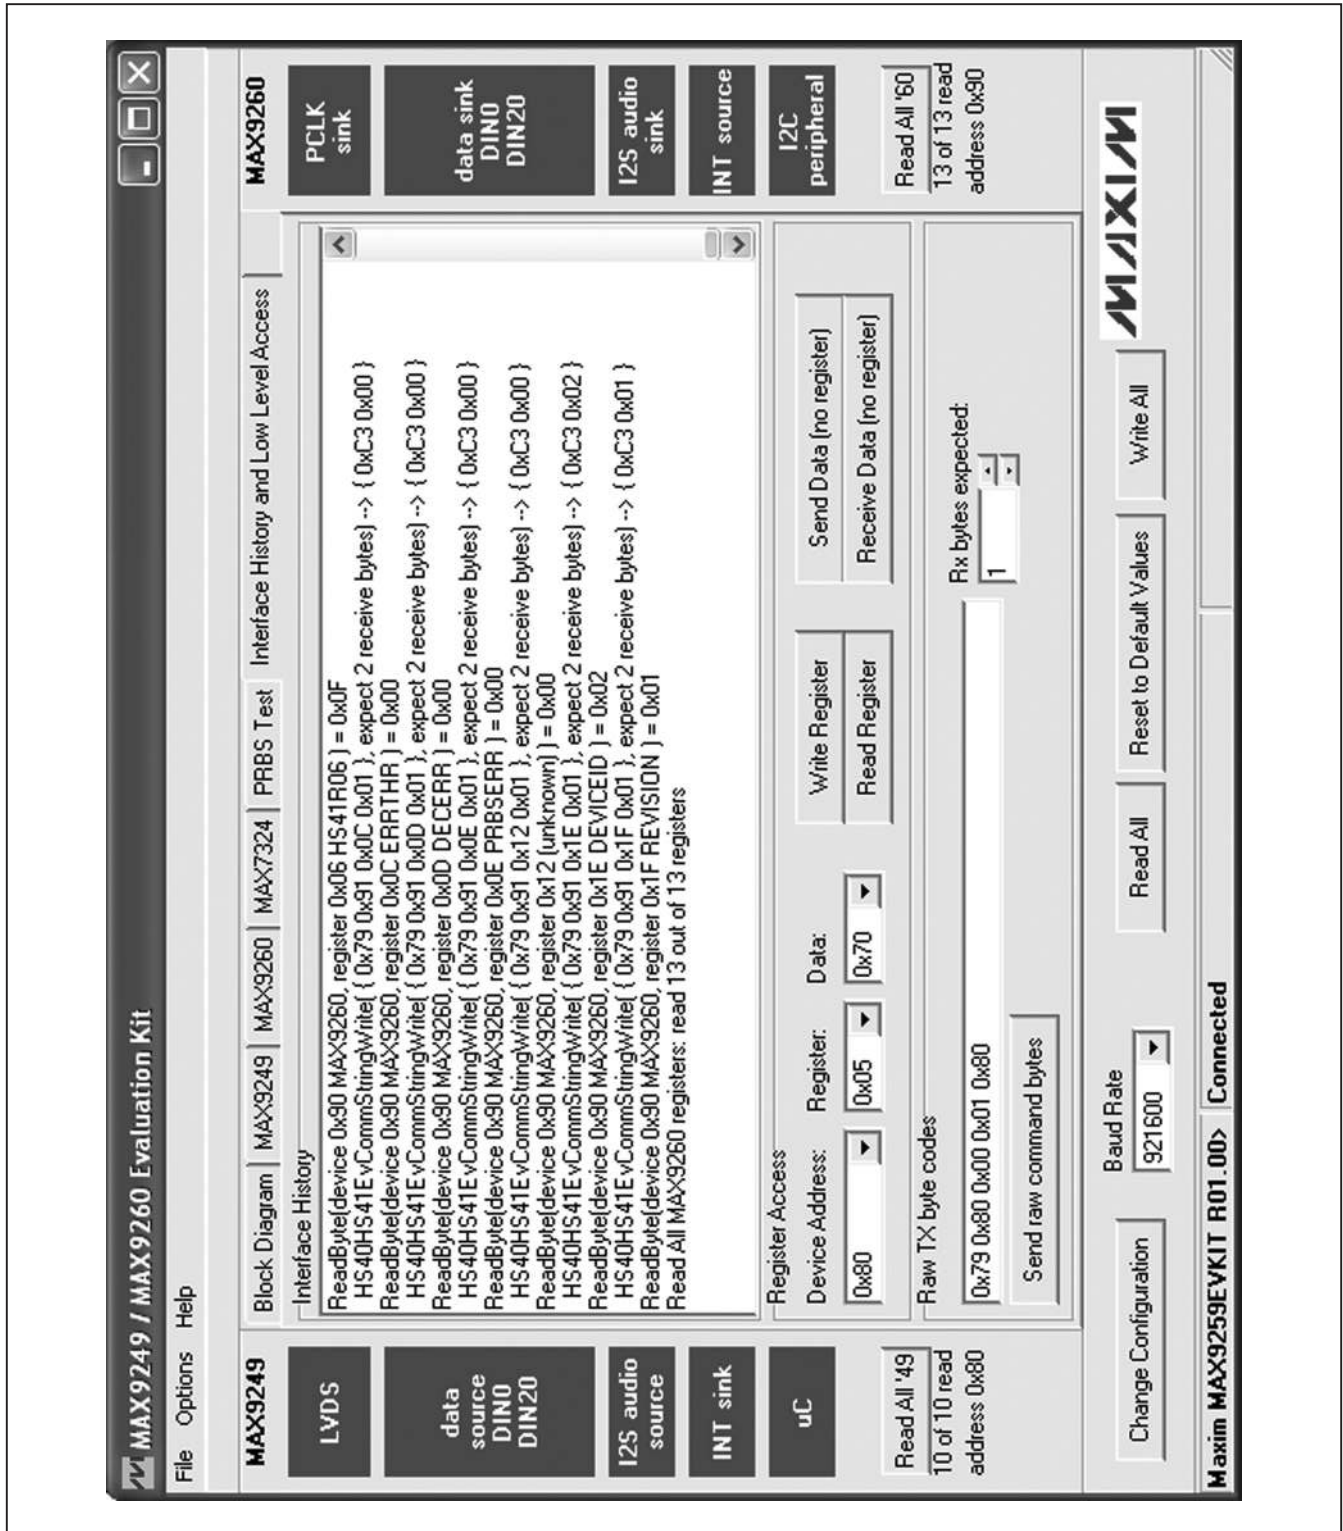 MAX9249 / MAX9260 Evaluation Kit
File Options Help
MAX9249
LVDS
data
source
DIN0
DIN20
I2S audio
source
INT sink
uC
Read All '49
10 of 10 read
address 0x80
Block Diagram MAX9249 MAX9260 MAX7324 PRBS Test Interface History and Low Level Access
Interface History
ReadByte(device 0x90 MAX9260, register 0x06 HS41R06 ) = 0x0F
HS40HS41EvCommStringWrite( { 0x79 0x91 0x0C 0x01 }, expect 2 receive bytes) --> { 0xC3 0x00 }
ReadByte(device 0x90 MAX9260, register 0x0C ERRTHR ) = 0x00
HS40HS41EvCommStringWrite( { 0x79 0x91 0x0D 0x01 }, expect 2 receive bytes) --> { 0xC3 0x00 }
ReadByte(device 0x90 MAX9260, register 0x0D DECERR ) = 0x00
HS40HS41EvCommStringWrite( { 0x79 0x91 0x0E 0x01 }, expect 2 receive bytes) --> { 0xC3 0x00 }
ReadByte(device 0x90 MAX9260, register 0x0E PRBSERR ) = 0x00
HS40HS41EvCommStringWrite( { 0x79 0x91 0x12 0x01 }, expect 2 receive bytes) --> { 0xC3 0x00 }
ReadByte(device 0x90 MAX9260, register 0x12 (unknown) ) = 0x00
HS40HS41EvCommStringWrite( { 0x79 0x91 0x1E 0x01 }, expect 2 receive bytes) --> { 0xC3 0x02 }
ReadByte(device 0x90 MAX9260, register 0x1E DEVICEID ) = 0x02
HS40HS41EvCommStringWrite( { 0x79 0x91 0x1F 0x01 }, expect 2 receive bytes) --> { 0xC3 0x01 }
ReadByte(device 0x90 MAX9260, register 0x1F REVISION ) = 0x01
Read All MAX9260 registers: read 13 out of 13 registers
Register Access
Device Address: Register: Data:
0x80 0x05 0x70
Write Register
Read Register
Send Data (no register)
Receive Data (no register)
Raw TX byte codes
0x79 0x80 0x00 0x01 0x80
Rx bytes expected:
1
Send raw command bytes
MAX9260
PCLK
sink
data sink
DIN0
DIN20
I2S audio
sink
INT source
I2C
peripheral
Read All '60
13 of 13 read
address 0x90
Change Configuration
Baud Rate
921600
Read All
Reset to Default Values
Write All
MAXIM
Maxim MAX9259EVKIT R01.00> Connected